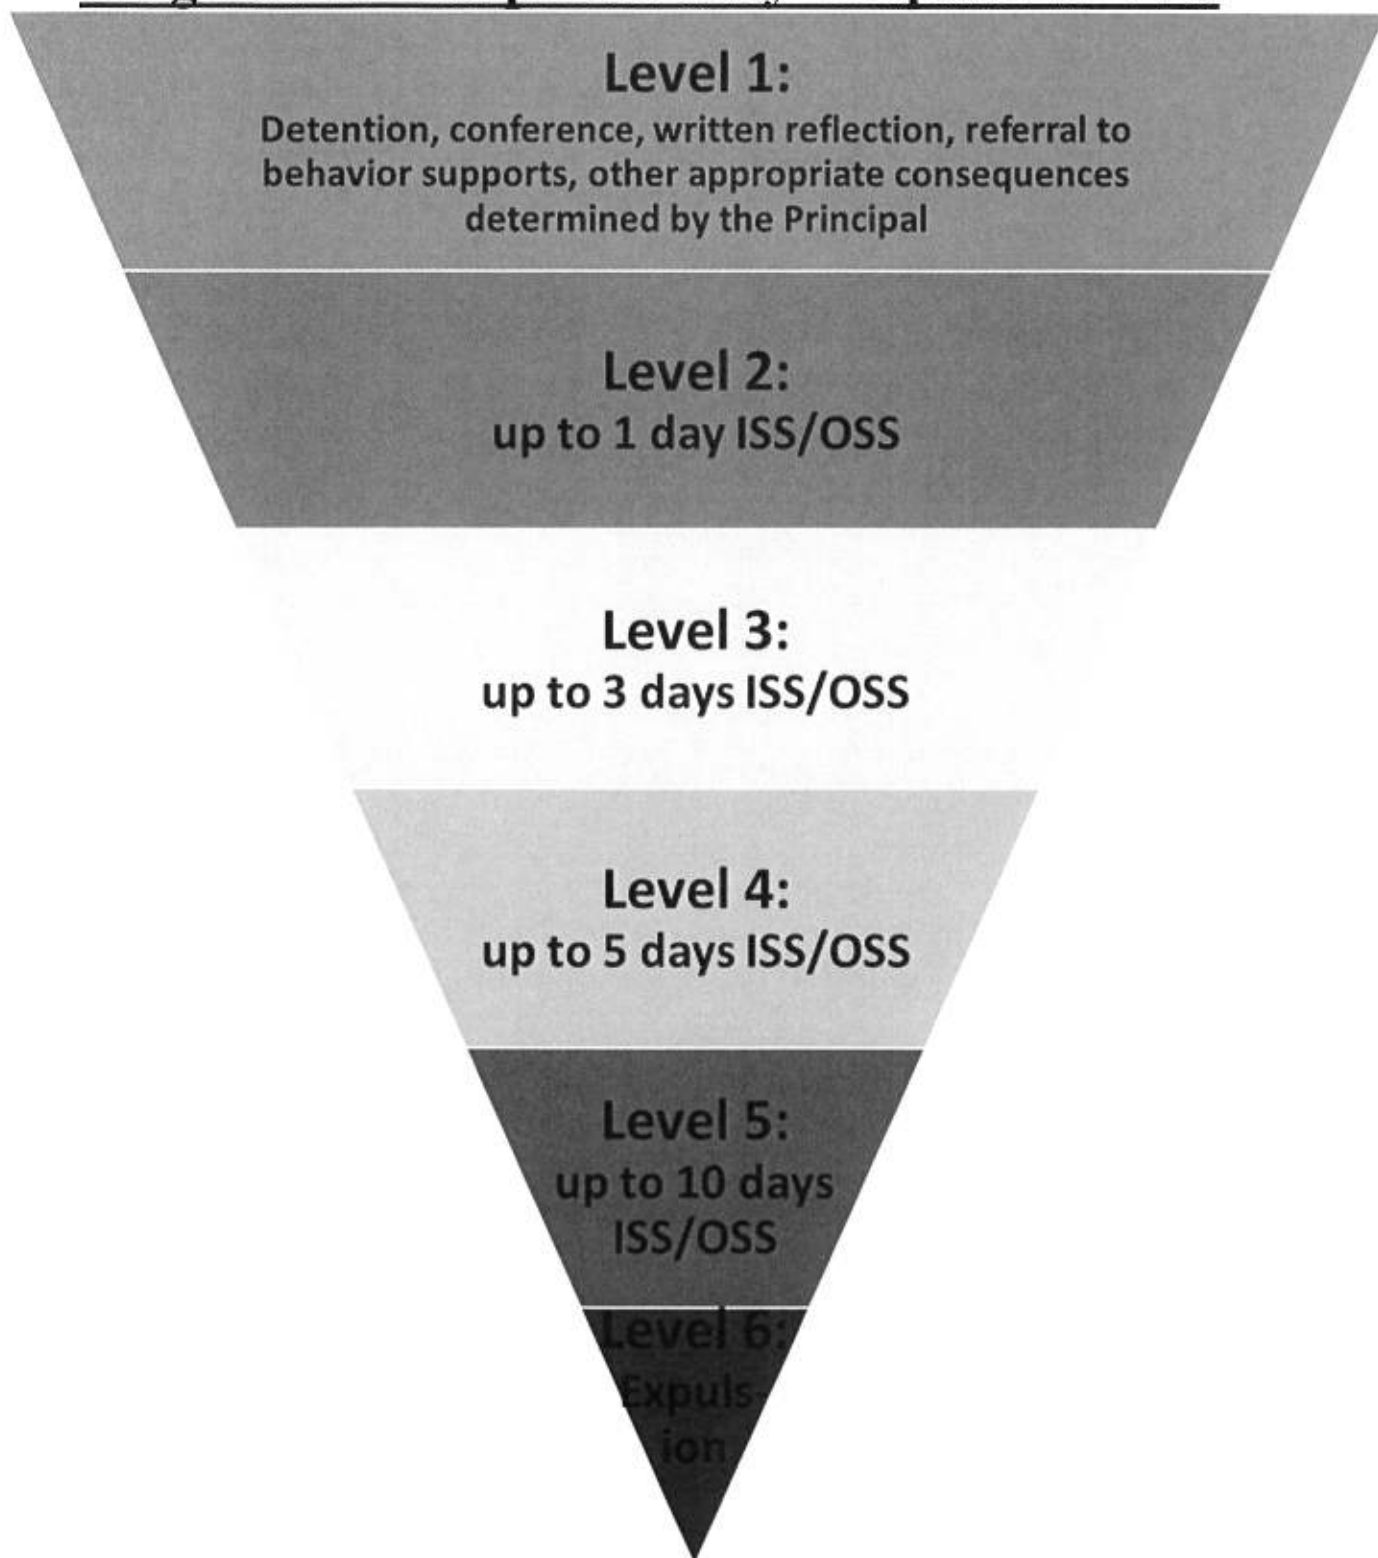 Level 1:
Detention, conference, written reflection, referral to
behavior supports, other appropriate consequences
determined by the Principal
Level 2:
up to 1 day ISS/OSS
Level 3:
up to 3 days ISS/OSS
Level 4:
up to 5 days ISS/OSS
Level 5:
up to 10 days
ISS/OSS
Level 6:
Expuls-
ion